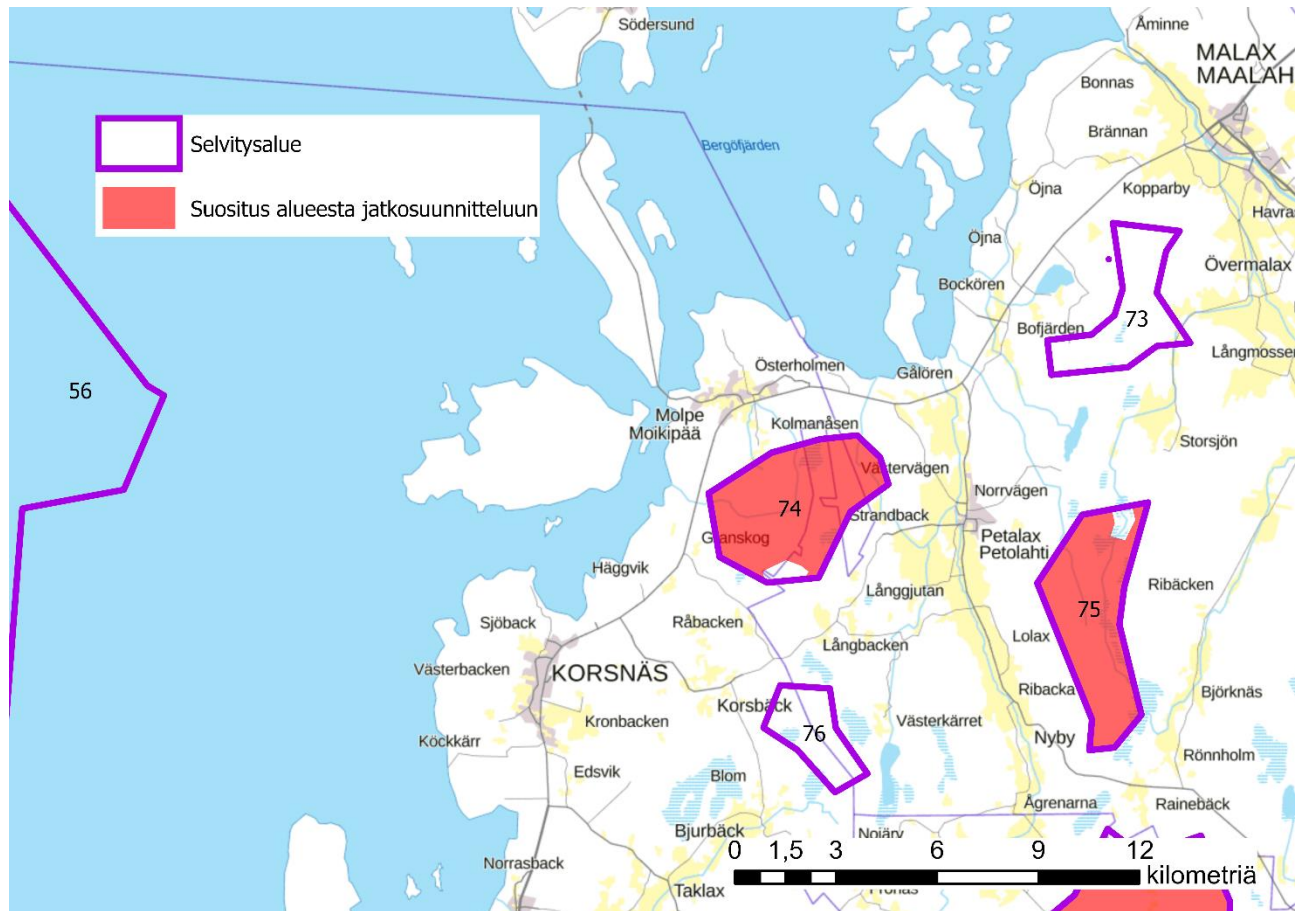 Södersund
Åminne
MALAX
MAALAH
Bonnas
Selvitysalue
Bergöfjärden
Brännan
Suositus alueesta jatkosuunnitteluun
Öjna
Kopparby
Havras
Öjna
Övermalax
Bockören
73
Bofjärden
Långmossen
Österholmen
Gålören
56
Molpe
Moikipää
Kolmanåsen
Storsjön
Västervägen
Norrvägen
74
Strandback
Granskog
Petalax
Petolahti
Häggvik
Långgjutan
75
Ribäcken
Sjöback
Råbacken
Lolax
Långbacken
Västerbacken
KORSNÄS
Ribacka
Björknäs
Korsbäck
Kronbacken
Västerkärret
76
Nyby
Köckkärr
Rönnholm
Edsvik
Blom
Ågrenarna
Rainebäck
Bjurbäck
Nojärv
0 1,5 3 6 9 12
kilometriä
Norrasback
Taklax